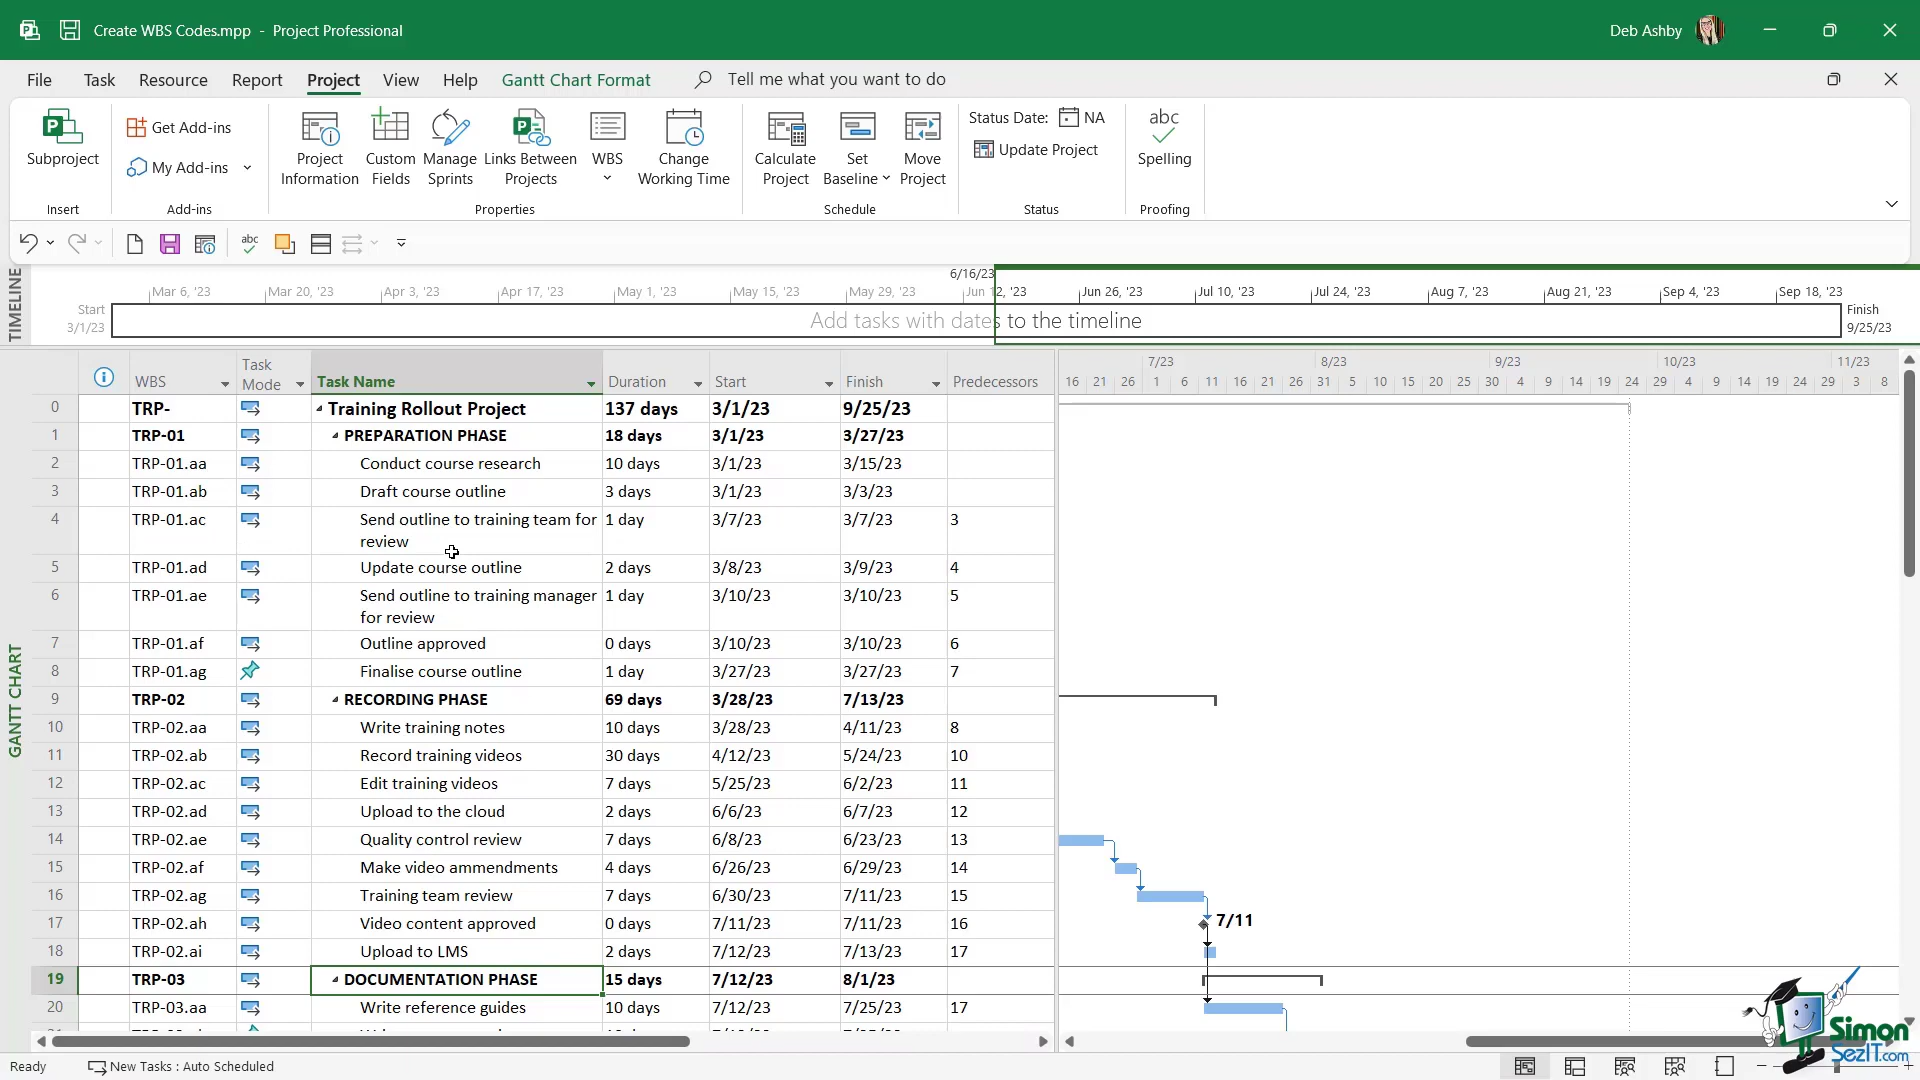 Create WBS Codes.mpp - Project Professional
Deb Ashby
File Task Resource Report Project View Help Gantt Chart Format Tell me what you want to do
Subproject
Get Add-ins
My Add-ins
Project Information
Custom Fields
Manage Sprints
Links Between Projects
WBS
Change Working Time
Calculate Project
Set Baseline
Move Project
Status Date: NA
Update Project
abc
Spelling
Insert Add-ins Properties Schedule Status Proofing
abc
TIMELINE
6/16/23
Mar 6, '23 Mar 20, '23 Apr 3, '23 Apr 17, '23 May 1, '23 May 15, '23 May 29, '23 Jun 12, '23 Jun 26, '23 Jul 10, '23 Jul 24, '23 Aug 7, '23 Aug 21, '23 Sep 4, '23 Sep 18, '23
Start
3/1/23
Add tasks with dates to the timeline
Finish
9/25/23
GANTT CHART
WBS Task Mode Task Name Duration Start Finish Predecessors
7/23 8/23 9/23 10/23 11/23
16 21 26 1 6 11 16 21 26 31 5 10 15 20 25 30 4 9 14 19 24 29 4 9 14 19 24 29 3 8
0 TRP- Training Rollout Project 137 days 3/1/23 9/25/23
1 TRP-01 PREPARATION PHASE 18 days 3/1/23 3/27/23
2 TRP-01.aa Conduct course research 10 days 3/1/23 3/15/23
3 TRP-01.ab Draft course outline 3 days 3/1/23 3/3/23
4 TRP-01.ac Send outline to training team for review 1 day 3/7/23 3/7/23 3
5 TRP-01.ad Update course outline 2 days 3/8/23 3/9/23 4
6 TRP-01.ae Send outline to training manager for review 1 day 3/10/23 3/10/23 5
7 TRP-01.af Outline approved 0 days 3/10/23 3/10/23 6
8 TRP-01.ag Finalise course outline 1 day 3/27/23 3/27/23 7
9 TRP-02 RECORDING PHASE 69 days 3/28/23 7/13/23
10 TRP-02.aa Write training notes 10 days 3/28/23 4/11/23 8
11 TRP-02.ab Record training videos 30 days 4/12/23 5/24/23 10
12 TRP-02.ac Edit training videos 7 days 5/25/23 6/2/23 11
13 TRP-02.ad Upload to the cloud 2 days 6/6/23 6/7/23 12
14 TRP-02.ae Quality control review 7 days 6/8/23 6/23/23 13
15 TRP-02.af Make video ammendments 4 days 6/26/23 6/29/23 14
16 TRP-02.ag Training team review 7 days 6/30/23 7/11/23 15
17 TRP-02.ah Video content approved 0 days 7/11/23 7/11/23 16
7/11
18 TRP-02.ai Upload to LMS 2 days 7/12/23 7/13/23 17
19 TRP-03 DOCUMENTATION PHASE 15 days 7/12/23 8/1/23
20 TRP-03.aa Write reference guides 10 days 7/12/23 7/25/23 17
Simon
SezIT.com
Ready New Tasks : Auto Scheduled